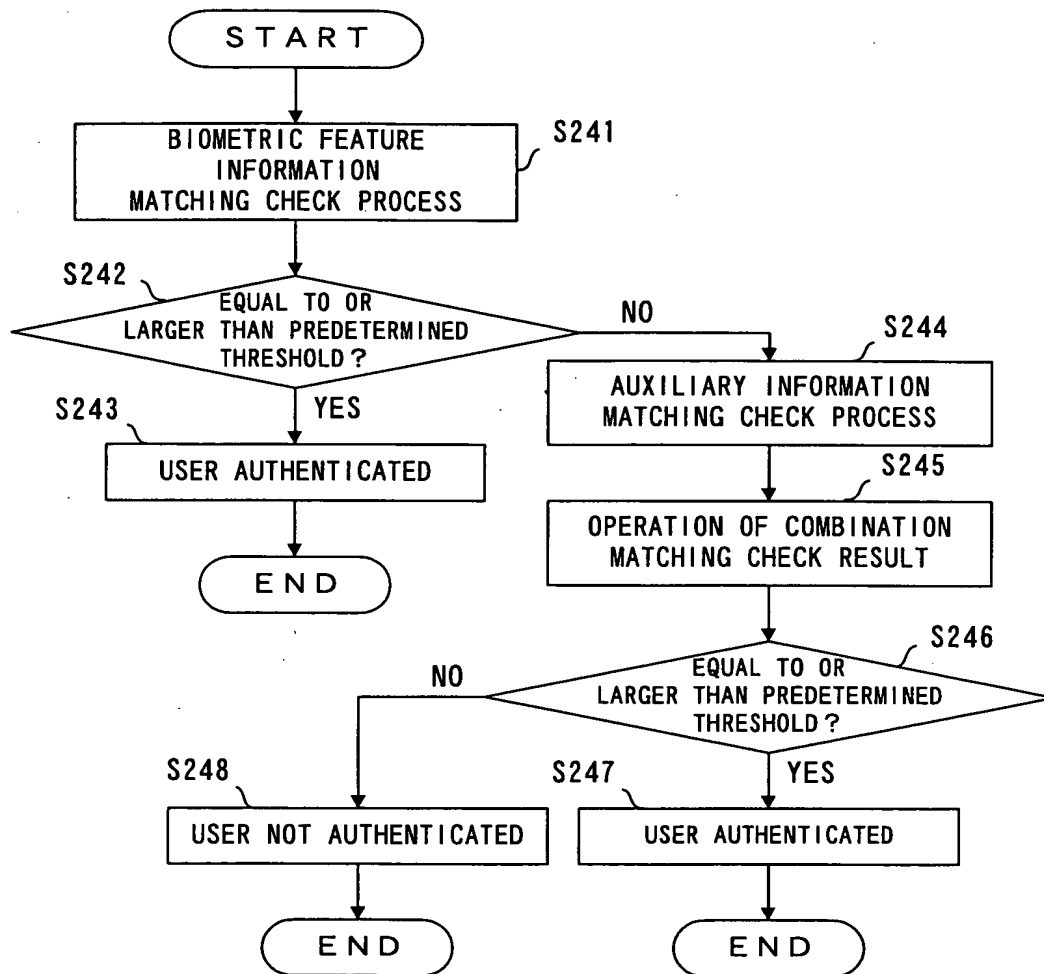 START
S241
BIOMETRIC FEATURE
INFORMATION
MATCHING CHECK PROCESS
S242
EQUAL TO OR
LARGER THAN PREDETERMINED
THRESHOLD?
NO
YES
S243
USER AUTHENTICATED
END
S244
AUXILIARY INFORMATION
MATCHING CHECK PROCESS
S245
OPERATION OF COMBINATION
MATCHING CHECK RESULT
S246
EQUAL TO OR
LARGER THAN PREDETERMINED
THRESHOLD?
NO
YES
S248
USER NOT AUTHENTICATED
END
S247
USER AUTHENTICATED
END